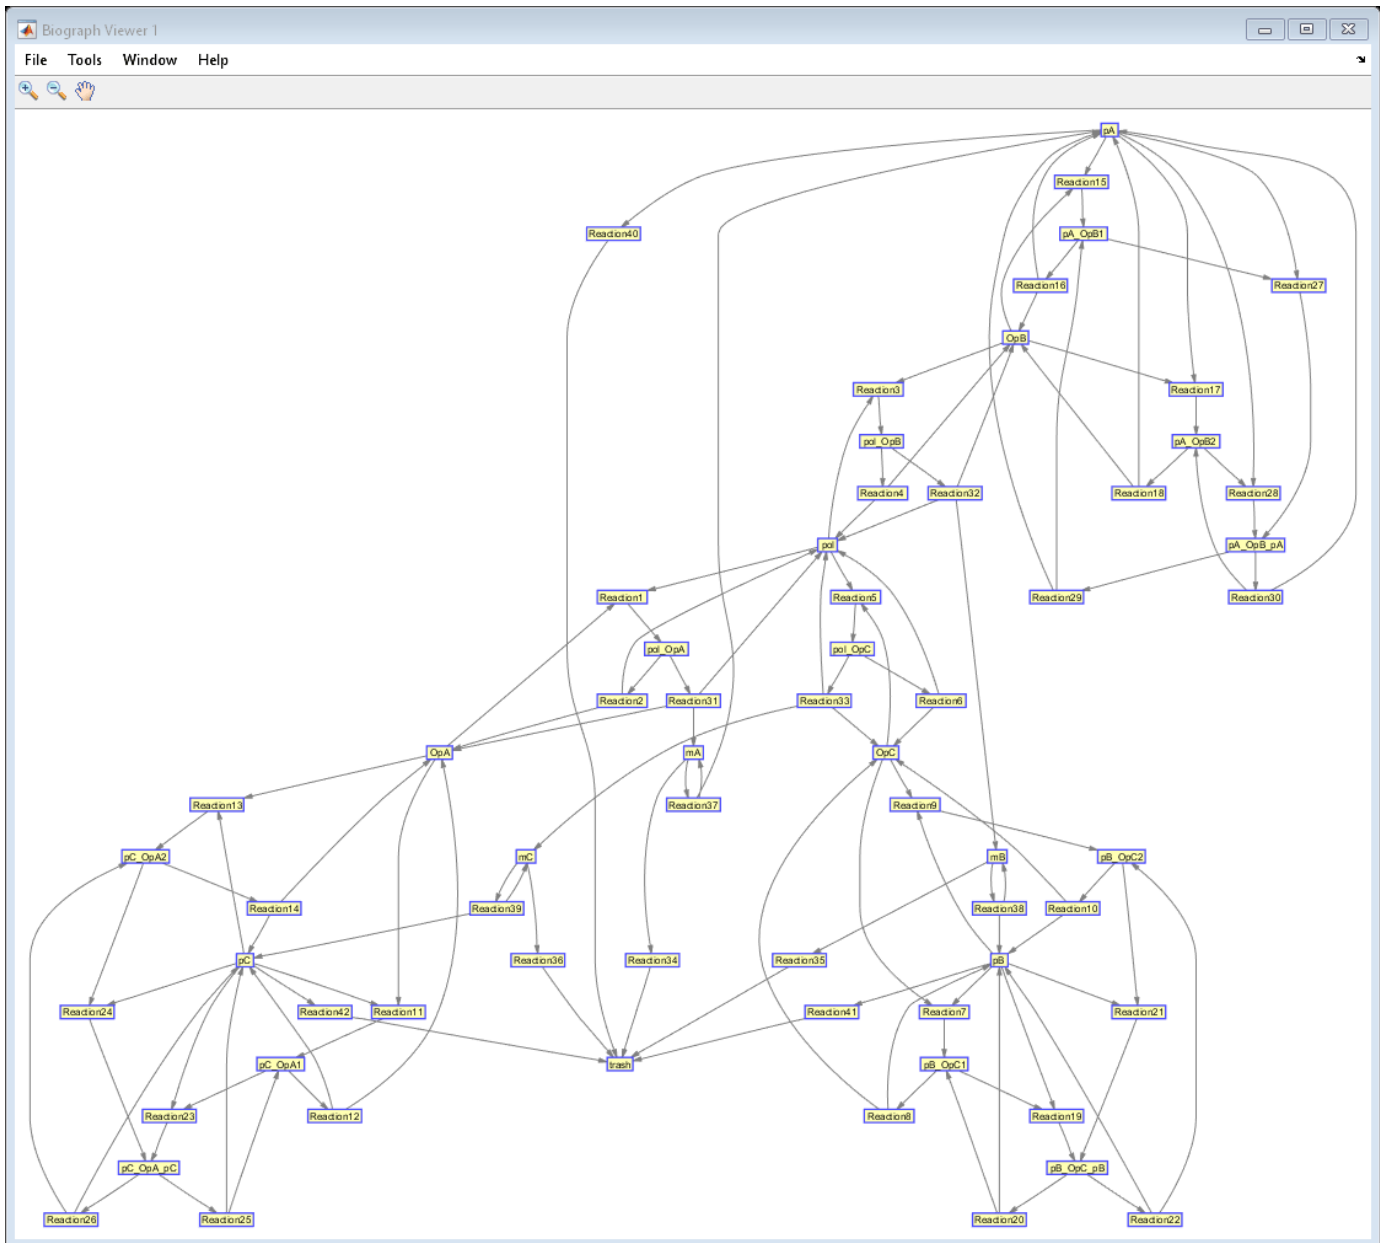 Biograph Viewer 1
File Tools Window Help
pA
Reaction15
Reaction40 pA_OpB1
Reaction16 Reaction27
OpB
Reaction3 Reaction17
pol_OpB pA_OpB2
Reaction4 Reaction32 Reaction18 Reaction28
pol pA_OpB_pA
Reaction1 Reaction5 Reaction29 Reaction30
pol_OpA pol_OpC
Reaction2 Reaction31 Reaction33 Reaction6
OpA mA OpC
Reaction13 Reaction37 Reaction9
pC_OpA2 mC mB pB_OpC2
Reaction14 Reaction39 Reaction38 Reaction10
pC Reaction36 Reaction34 Reaction35 pB
Reaction24 Reaction42 Reaction11 Reaction41 Reaction7 Reaction21
pC_OpA1 trash pB_OpC1
Reaction23 Reaction12 Reaction8 Reaction19
pC_OpA_pC pB_OpC_pB
Reaction26 Reaction25 Reaction20 Reaction22